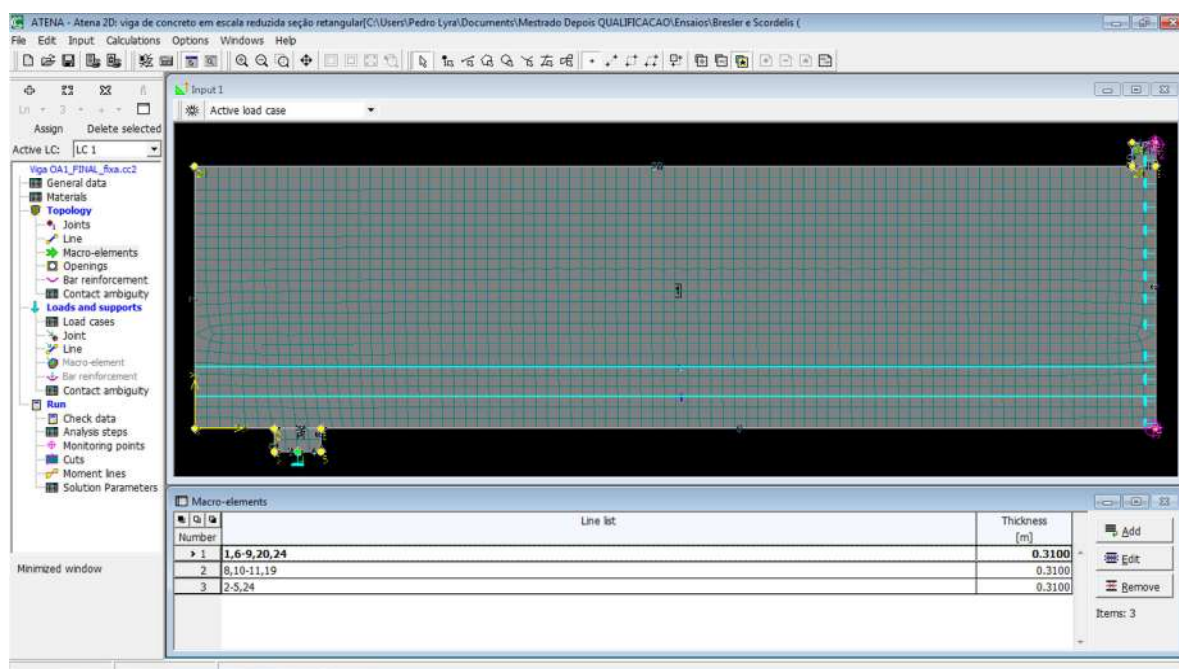 ATENA - Atena 2D: viga de concreto em escala reduzida seção retangular[C:\Users\Pedro Lyra\Documents\Mestrado Depois QUALIFICACAO\Ensaios\Bresler e Scordelis (
File Edit Input Calculations Options Windows Help
Input 1
Active load case
Ln 3
Assign Delete selected
Active LC: LC 1
Viga OA1_FINAL_fixa.cc2
General data
Materials
Topology
Joints
Line
Macro-elements
Openings
Bar reinforcement
Contact ambiguity
Loads and supports
Load cases
Joint
Line
Macro-element
Bar reinforcement
Contact ambiguity
Run
Check data
Analysis steps
Monitoring points
Cuts
Moment lines
Solution Parameters
Minimized window
Macro-elements
Number Line list Thickness [m]
1 1,6-9,20,24 0.3100
2 8,10-11,19 0.3100
3 2-5,24 0.3100
Add
Edit
Remove
Items: 3